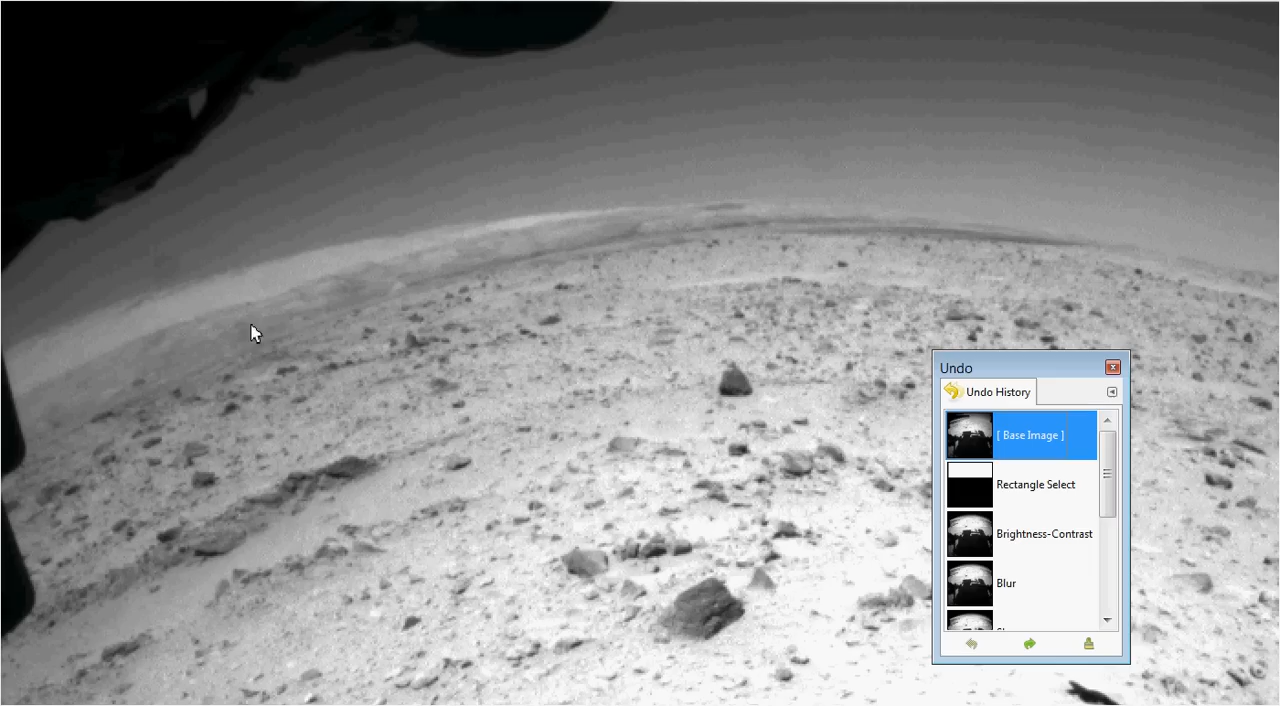 Undo
Undo History
[ Base Image ]
Rectangle Select
Brightness-Contrast
Blur